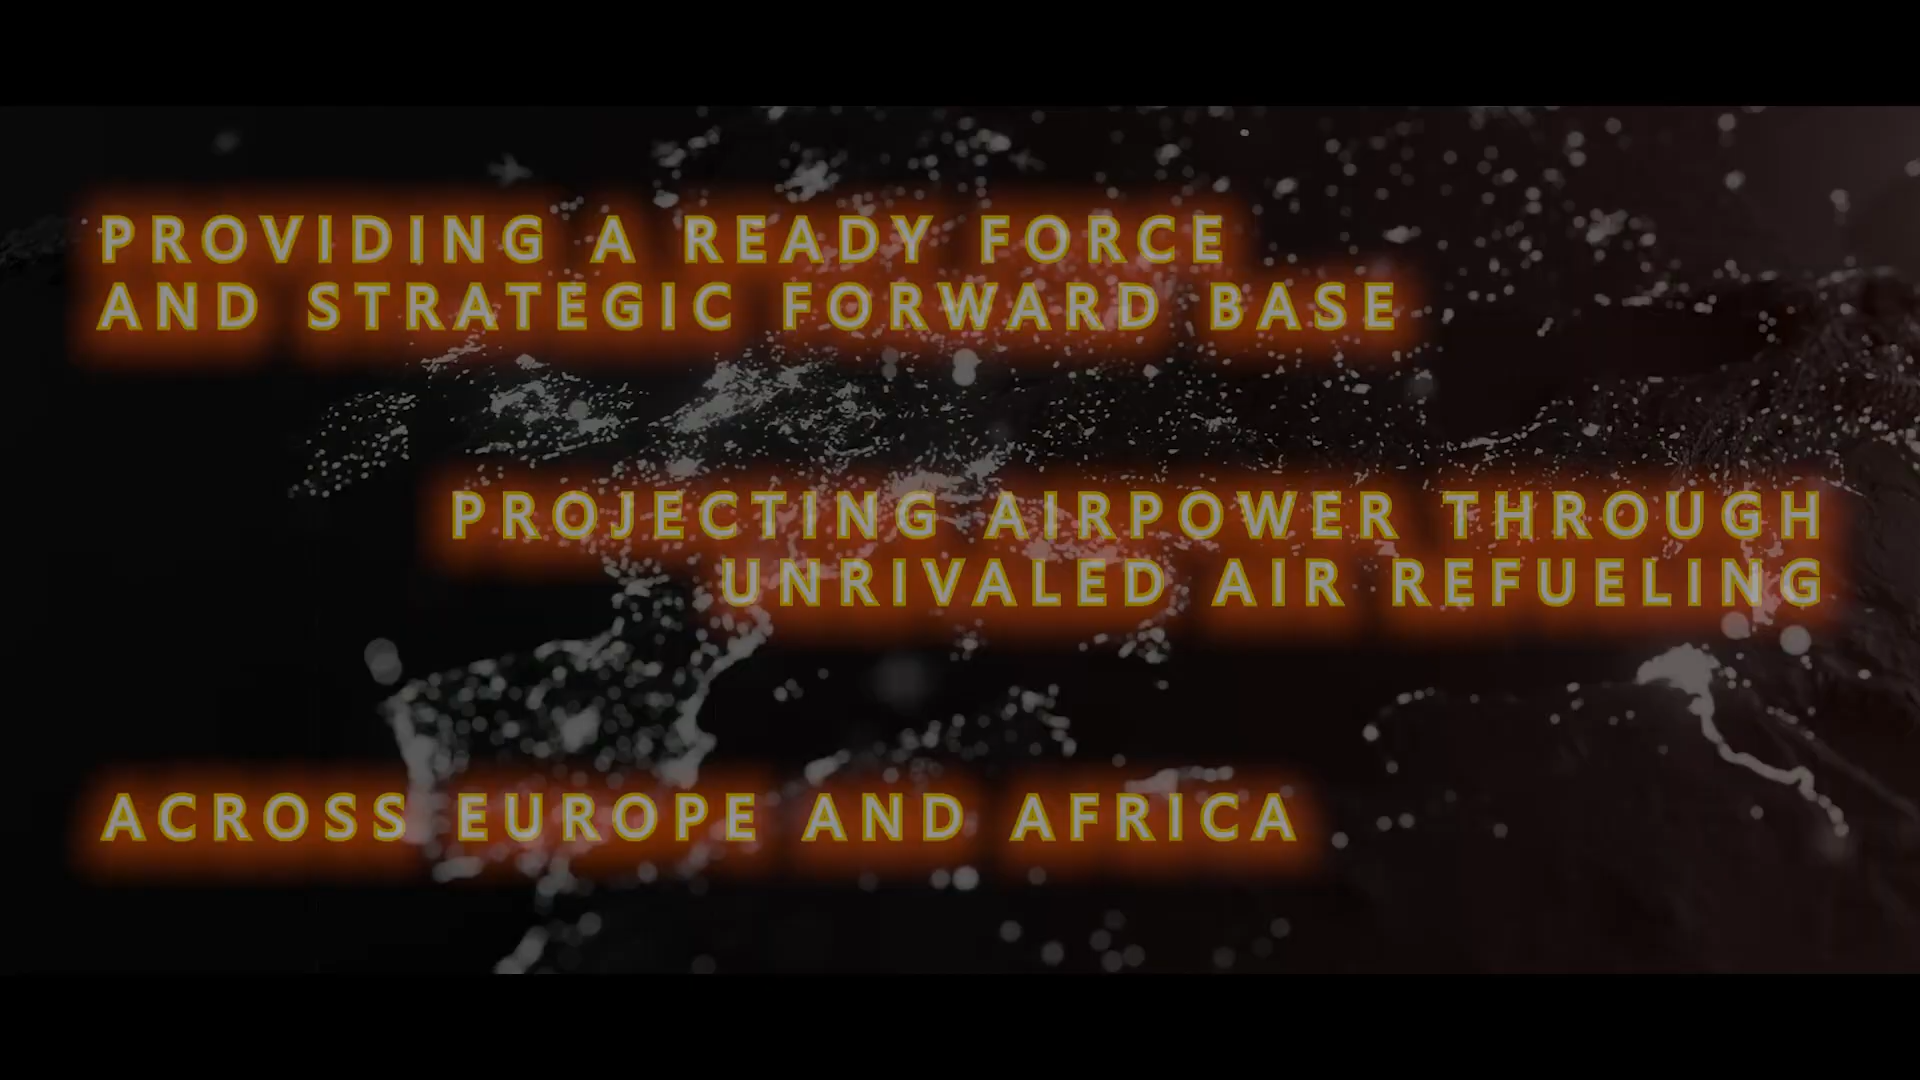 PROVIDING A READY FORCE
AND STRATEGIC FORWARD BASE
PROJECTING AIRPOWER THROUGH
UNRIVALED AIR REFUELING
ACROSS EUROPE AND AFRICA